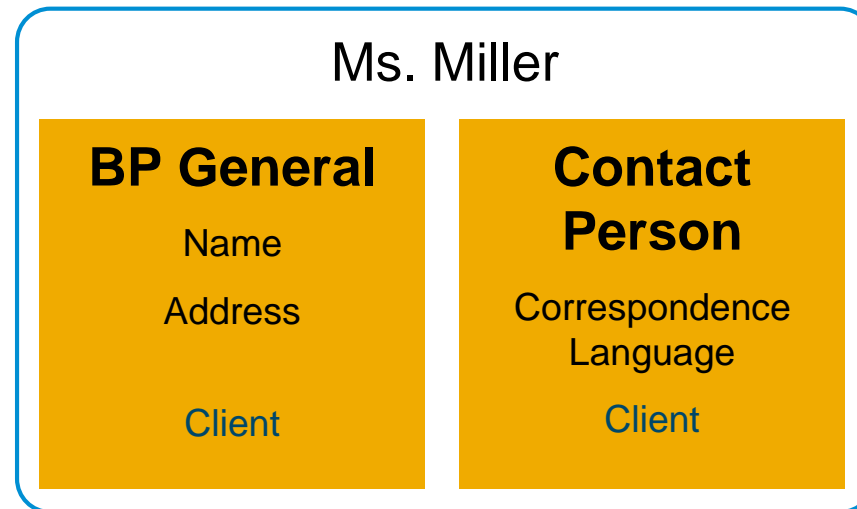 Ms. Miller
BP General
Name
Address
Client
Contact
Person
Correspondence
Language
Client